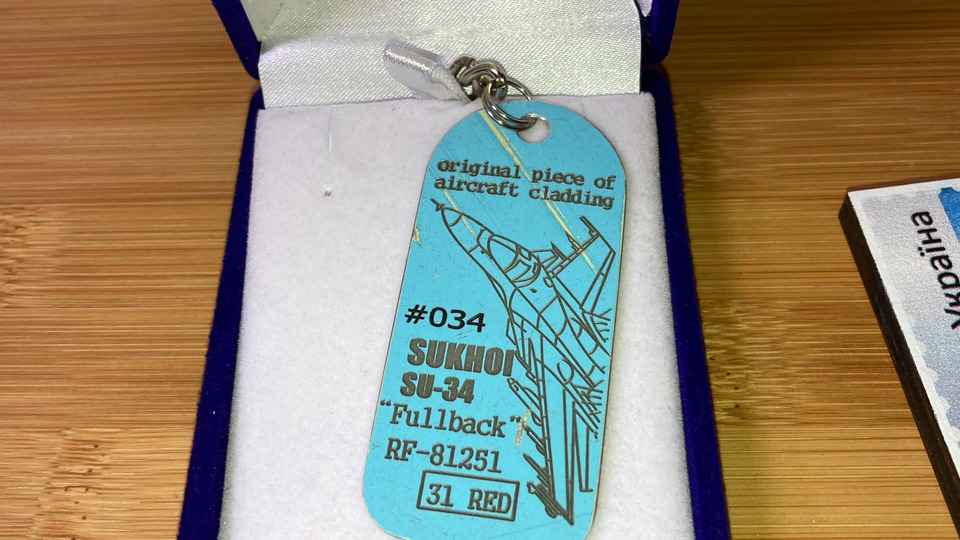 original piece of
aircraft cladding
#034
SUKHOI
SU-34
“Fullback”
RF-81251
31 RED
Україна